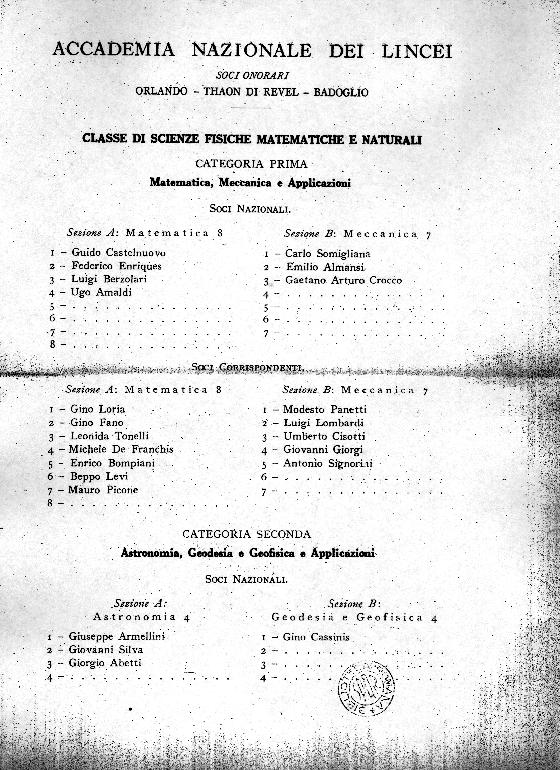 ACCADEMIA NAZIONALE DEI LINCEI
SOCI ONORARI
ORLANDO – THAON DI REVEL – BADOGLIO
CLASSE DI SCIENZE FISICHE MATEMATICHE E NATURALI
CATEGORIA PRIMA
Matematica, Meccanica e Applicazioni
SOCI NAZIONALI.
Sezione A: Matematica 8
1 – Guido Castelnuovo
2 – Federico Enriques
3 – Luigi Berzolari
4 – Ugo Amaldi
5 – . . . . . . . . . . . . . .
6 – . . . . . . . . . . . . . .
7 – . . . . . . . . . . . . . .
8 – . . . . . . . . . . . . . .
Sezione B: Meccanica 7
1 – Carlo Somigliana
2 – Emilio Almansi
3 – Gaetano Arturo Crocco
4 – . . . . . . . . . . . . . .
5 – . . . . . . . . . . . . . .
6 – . . . . . . . . . . . . . .
7 – . . . . . . . . . . . . . .
SOCI CORRISPONDENTI.
Sezione A: Matematica 8
1 – Gino Loria
2 – Gino Fano
3 – Leonida Tonelli
4 – Michele De Franchis
5 – Enrico Bompiani
6 – Beppo Levi
7 – Mauro Picone
8 – . . . . . . . . . . . . . .
Sezione B: Meccanica 7
1 – Modesto Panetti
2 – Luigi Lombardi
3 – Umberto Cisotti
4 – Giovanni Giorgi
5 – Antonio Signorini
6 – . . . . . . . . . . . . . .
7 – . . . . . . . . . . . . . .
CATEGORIA SECONDA
Astronomia, Geodesia e Geofisica e Applicazioni
SOCI NAZIONALI.
Sezione A:
Astronomia 4
1 – Giuseppe Armellini
2 – Giovanni Silva
3 – Giorgio Abetti
4 – . . . . . . . . . . . . . .
Sezione B:
Geodesia e Geofisica 4
1 – Gino Cassinis
2 – . . . . . . . . . . . . . .
3 – . . . . . . . . . . . . . .
4 – . . . . . . . . . . . . . .